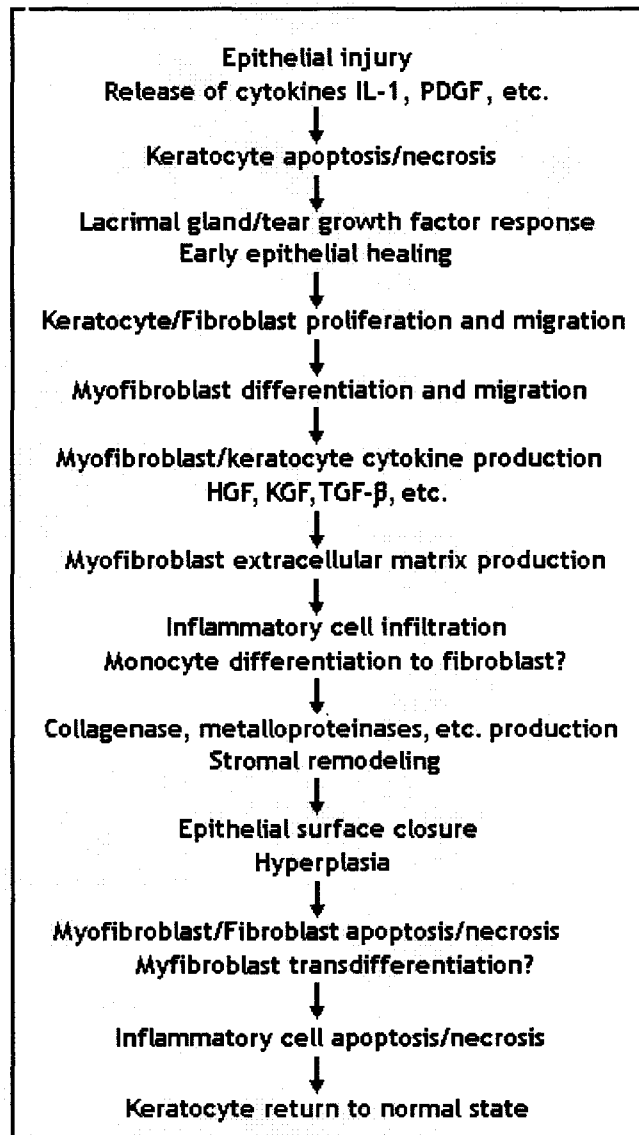 Epithelial injury
Release of cytokines IL-1, PDGF, etc.
Keratocyte apoptosis/necrosis
Lacrimal gland/tear growth factor response
Early epithelial healing
Keratocyte/Fibroblast proliferation and migration
Myofibroblast differentiation and migration
Myofibroblast/keratocyte cytokine production
HGF, KGF, TGF-β, etc.
Myofibroblast extracellular matrix production
Inflammatory cell infiltration
Monocyte differentiation to fibroblast?
Collagenase, metalloproteinases, etc. production
Stromal remodeling
Epithelial surface closure
Hyperplasia
Myofibroblast/Fibroblast apoptosis/necrosis
Myfibroblast transdifferentiation?
Inflammatory cell apoptosis/necrosis
Keratocyte return to normal state